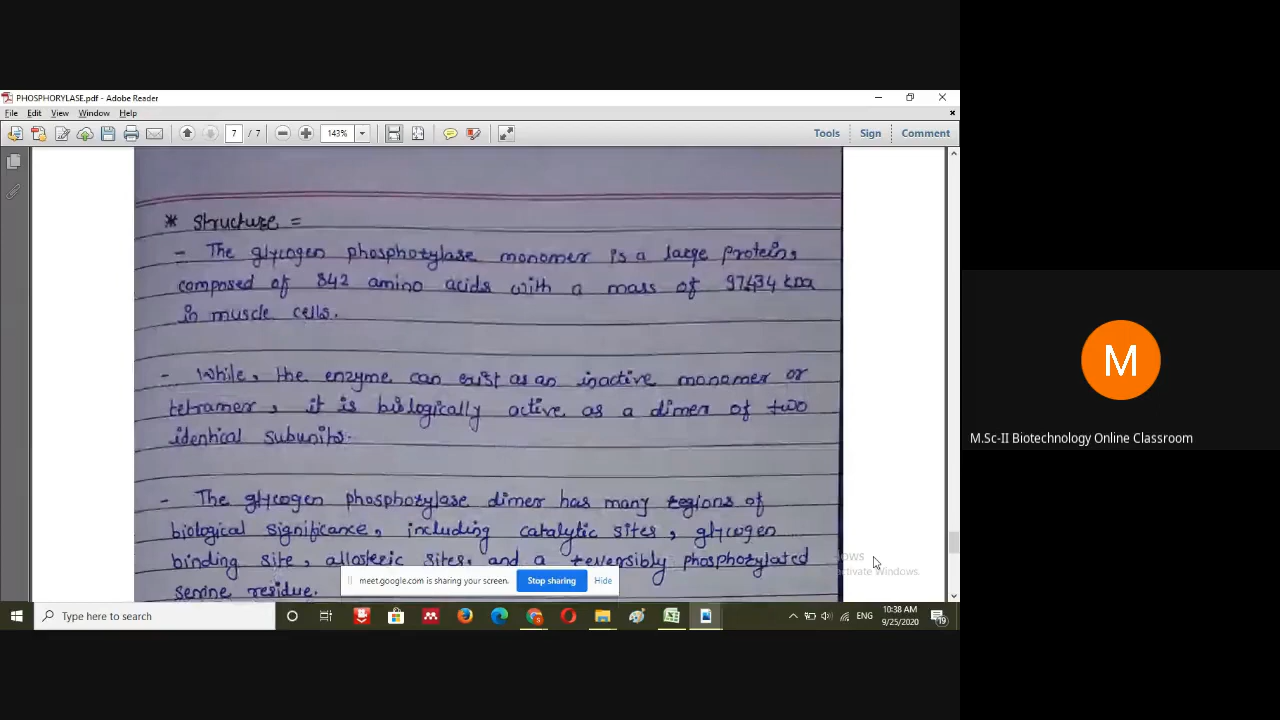 PHOSPHORYLASE.pdf - Adobe Reader
File Edit View Window Help
7 / 7 143% Tools Sign Comment
* Structure =
- The glycogen phosphorylase monomer is a large protein,
composed of 842 amino acids with a mass of 97.434 kDa
in muscle cells.
- While, the enzyme can exist as an inactive monomer or
tetramer, it is biologically active as a dimer of two
identical subunits.
- The glycogen phosphorylase dimer has many regions of
biological significance, including catalytic sites, glycogen
binding site, allosteric sites, and a reversibly phosphorylated
serine residue.
M
M.Sc-II Biotechnology Online Classroom
meet.google.com is sharing your screen. Stop sharing Hide
Type here to search
ENG
10:38 AM
9/25/2020
19